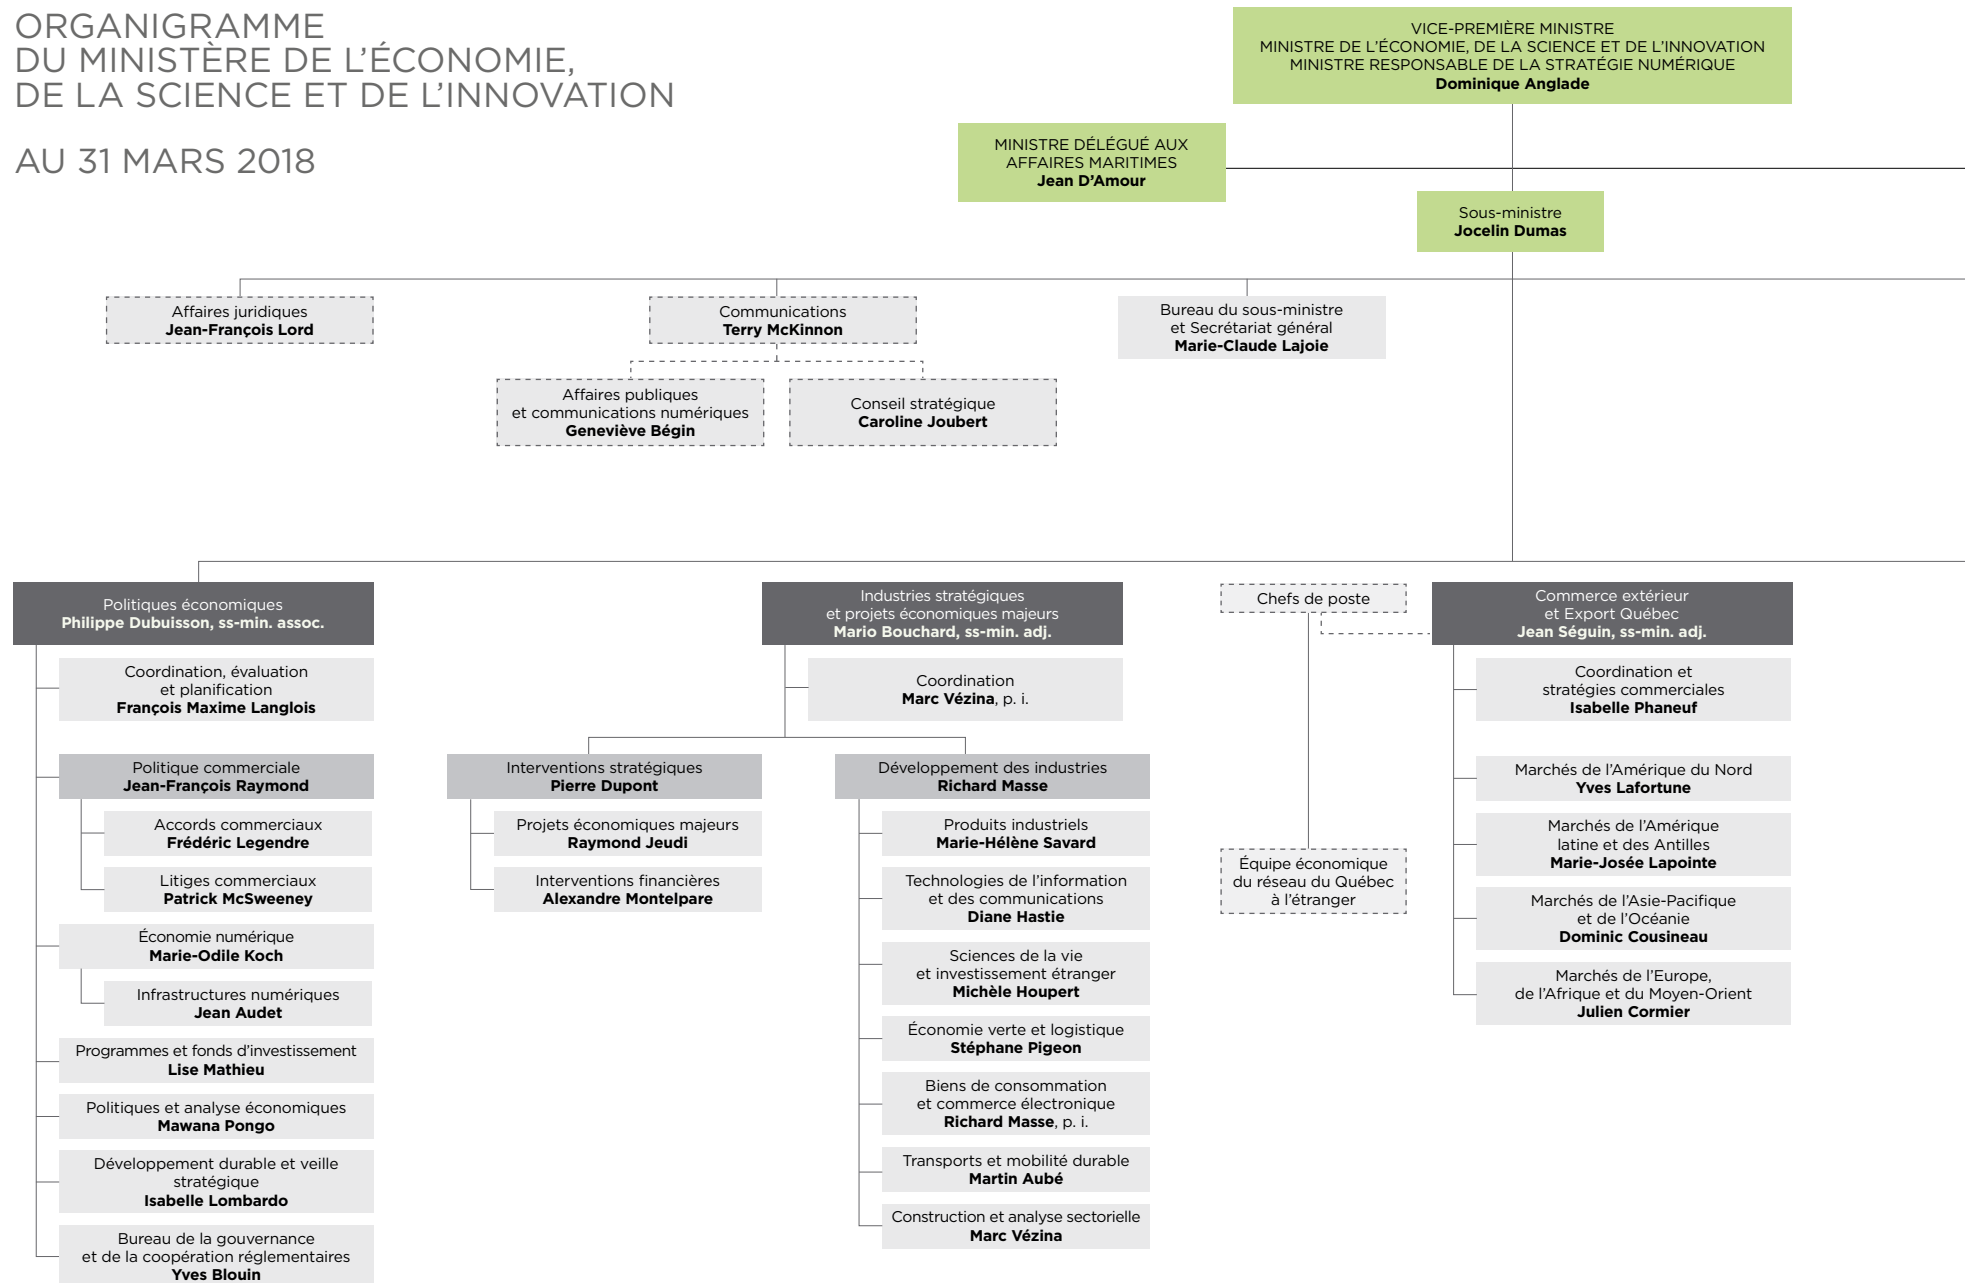 ORGANIGRAMME
DU MINISTÈRE DE L’ÉCONOMIE,
DE LA SCIENCE ET DE L’INNOVATION
AU 31 MARS 2018
VICE-PREMIÈRE MINISTRE
MINISTRE DE L’ÉCONOMIE, DE LA SCIENCE ET DE L’INNOVATION
MINISTRE RESPONSABLE DE LA STRATÉGIE NUMÉRIQUE
Dominique Anglade
MINISTRE DÉLÉGUÉ AUX
AFFAIRES MARITIMES
Jean D’Amour
Sous-ministre
Jocelin Dumas
Affaires juridiques
Jean-François Lord
Communications
Terry McKinnon
Bureau du sous-ministre
et Secrétariat général
Marie-Claude Lajoie
Affaires publiques
et communications numériques
Geneviève Bégin
Conseil stratégique
Caroline Joubert
Politiques économiques
Philippe Dubuisson, ss-min. assoc.
Coordination, évaluation
et planification
François Maxime Langlois
Politique commerciale
Jean-François Raymond
Accords commerciaux
Frédéric Legendre
Litiges commerciaux
Patrick McSweeney
Économie numérique
Marie-Odile Koch
Infrastructures numériques
Jean Audet
Programmes et fonds d’investissement
Lise Mathieu
Politiques et analyse économiques
Mawana Pongo
Développement durable et veille
stratégique
Isabelle Lombardo
Bureau de la gouvernance
et de la coopération réglementaires
Yves Blouin
Industries stratégiques
et projets économiques majeurs
Mario Bouchard, ss-min. adj.
Coordination
Marc Vézina, p. i.
Interventions stratégiques
Pierre Dupont
Projets économiques majeurs
Raymond Jeudi
Interventions financières
Alexandre Montelpare
Développement des industries
Richard Masse
Produits industriels
Marie-Hélène Savard
Technologies de l’information
et des communications
Diane Hastie
Sciences de la vie
et investissement étranger
Michèle Houpert
Économie verte et logistique
Stéphane Pigeon
Biens de consommation
et commerce électronique
Richard Masse, p. i.
Transports et mobilité durable
Martin Aubé
Construction et analyse sectorielle
Marc Vézina
Chefs de poste
Équipe économique
du réseau du Québec
à l’étranger
Commerce extérieur
et Export Québec
Jean Séguin, ss-min. adj.
Coordination et
stratégies commerciales
Isabelle Phaneuf
Marchés de l’Amérique du Nord
Yves Lafortune
Marchés de l’Amérique
latine et des Antilles
Marie-Josée Lapointe
Marchés de l’Asie-Pacifique
et de l’Océanie
Dominic Cousineau
Marchés de l’Europe,
de l’Afrique et du Moyen-Orient
Julien Cormier